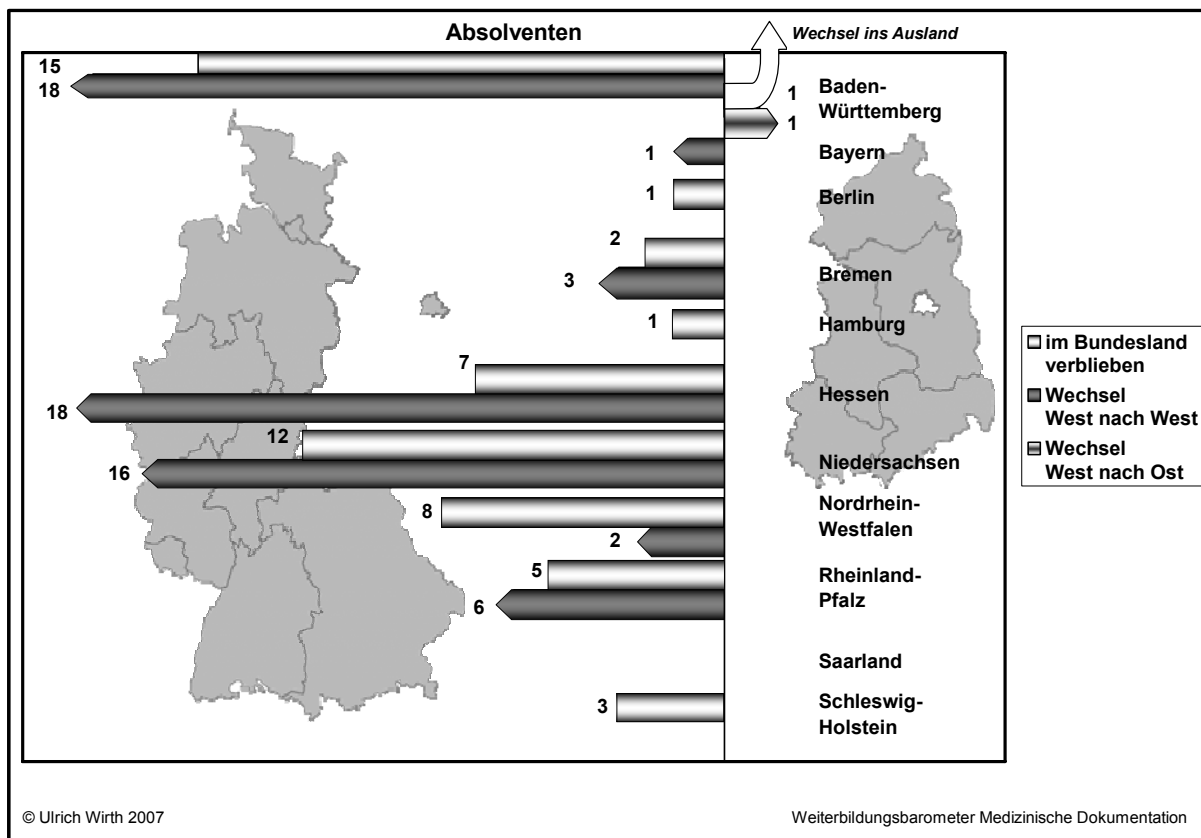 Absolventen
Wechsel ins Ausland
15
18
1
Baden-
Württemberg
1
1
Bayern
1
Berlin
2
3
Bremen
1
Hamburg
7
18
Hessen
12
16
Niedersachsen
8
2
Nordrhein-
Westfalen
5
6
Rheinland-
Pfalz
Saarland
3
Schleswig-
Holstein
im Bundesland
verblieben
Wechsel
West nach West
Wechsel
West nach Ost
© Ulrich Wirth 2007
Weiterbildungsbarometer Medizinische Dokumentation